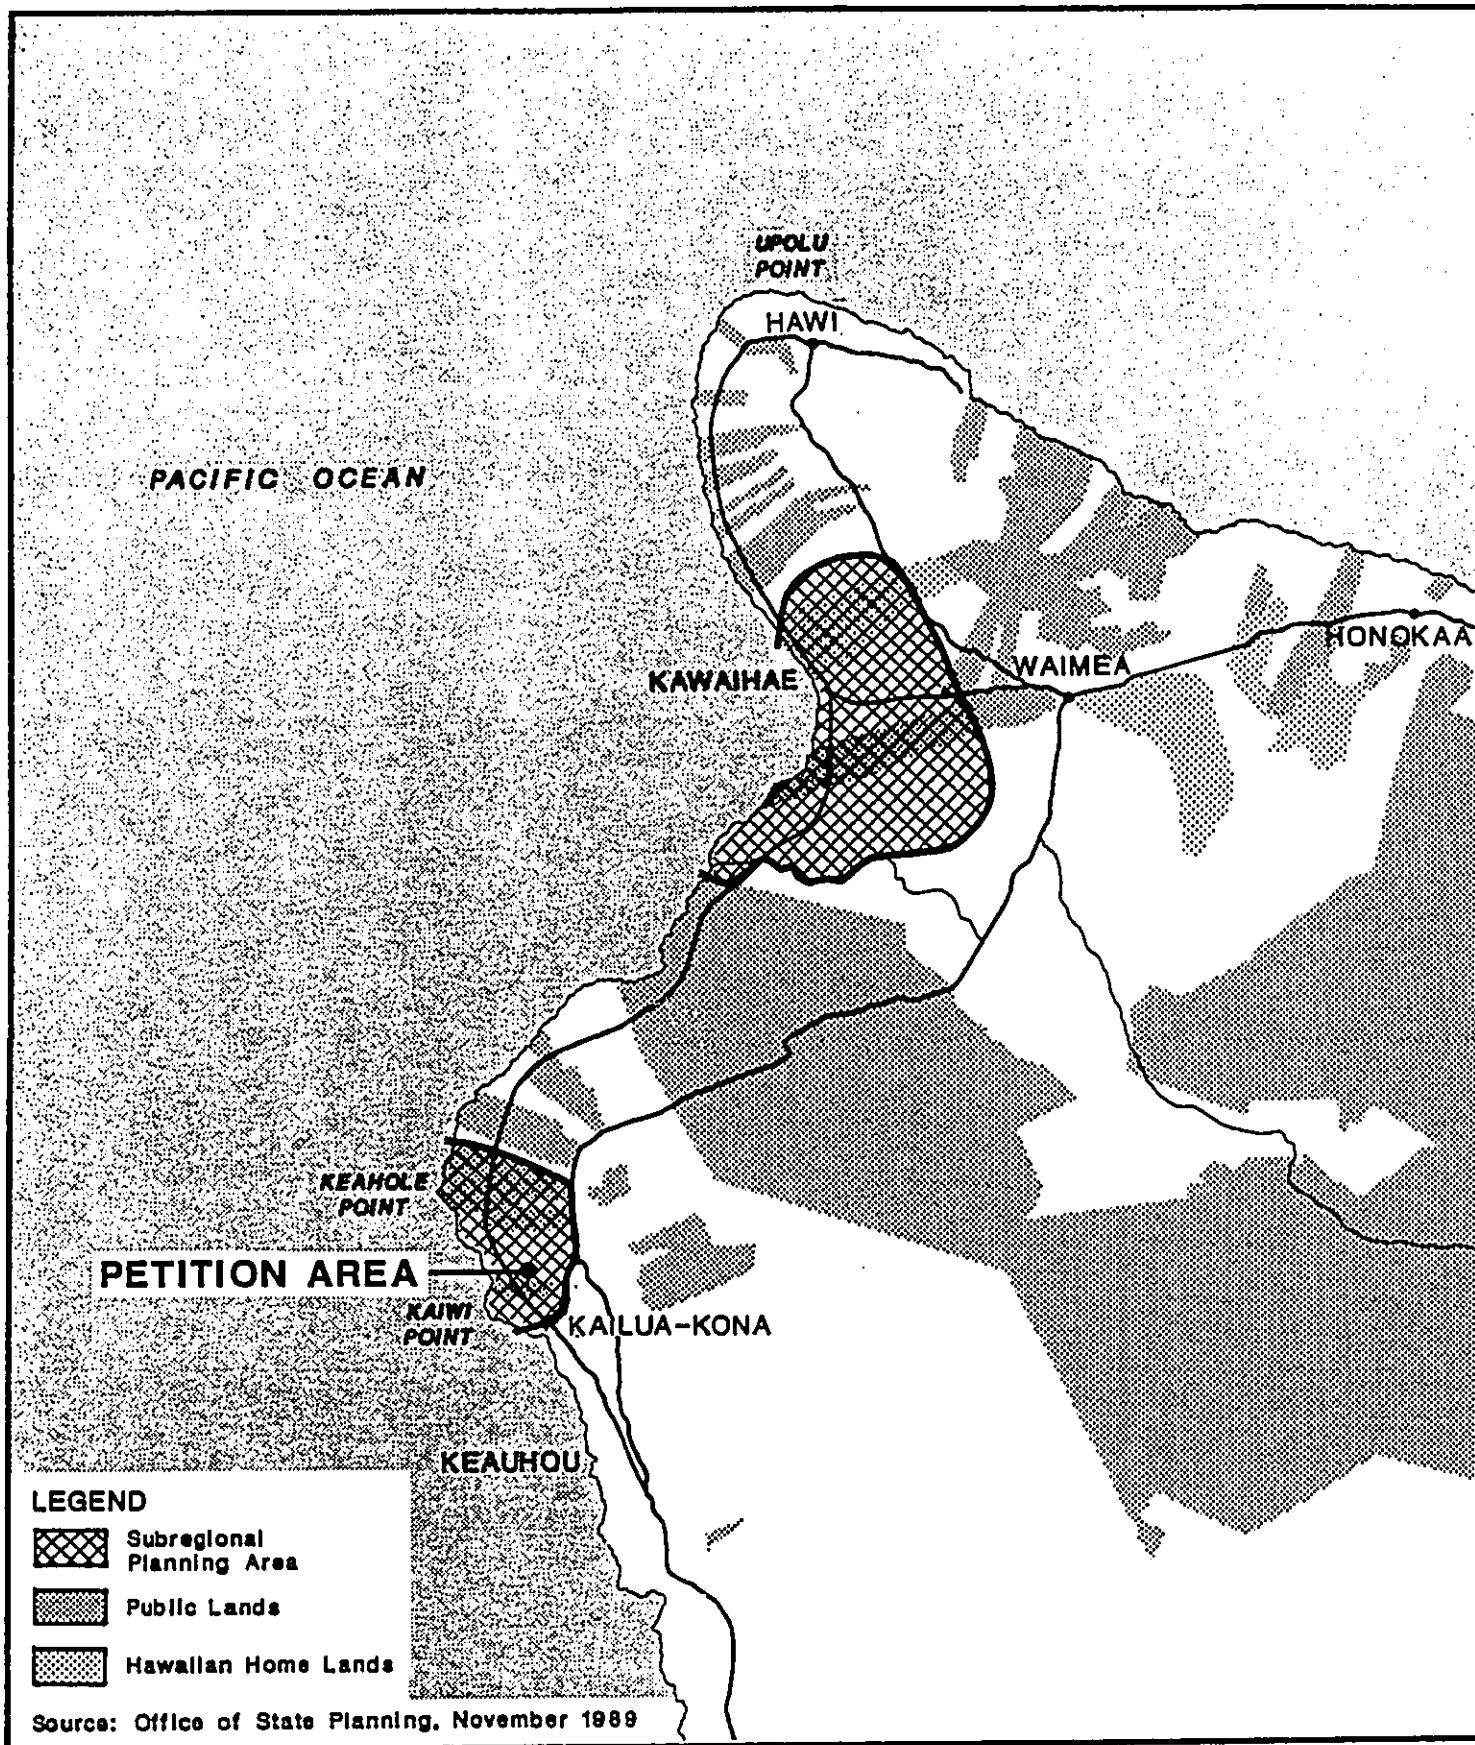 UPOLU
POINT
HAWI
PACIFIC OCEAN
HONOKAA
WAIMEA
KAWAIHAE
KEAHOLE
POINT
PETITION AREA
KAIWI
POINT
KAILUA-KONA
KEAUHOU
LEGEND
Subregional
Planning Area
Public Lands
Hawaiian Home Lands
Source: Office of State Planning, November 1989